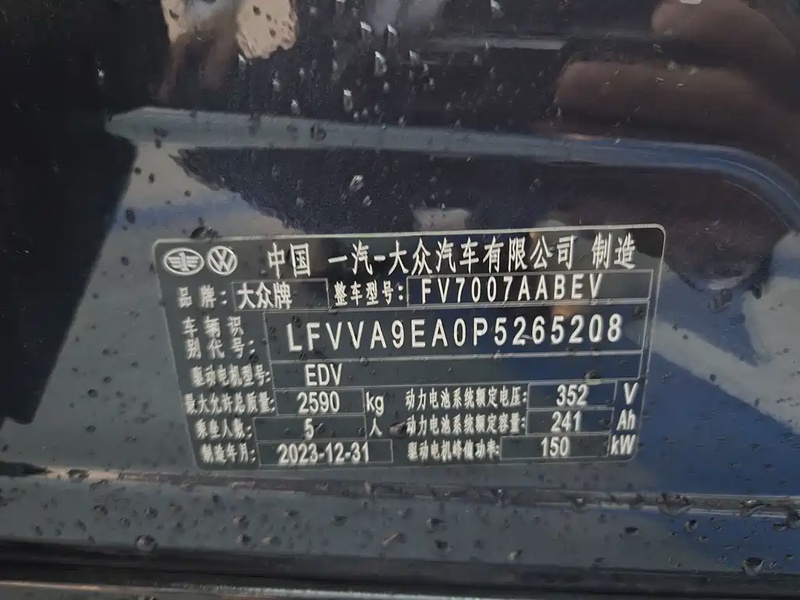 中国 一汽-大众汽车有限公司 制造
品牌: 大众牌 整车型号: FV7007AABEV
车辆识别代号: LFVVA9EA0P5265208
驱动电机型号: EDV
最大允许总质量: 2590 kg 动力电池系统额定电压: 352 V
乘坐人数: 5 人 动力电池系统额定容量: 241 Ah
制造年月: 2023-12-31 驱动电机峰值功率: 150 kW